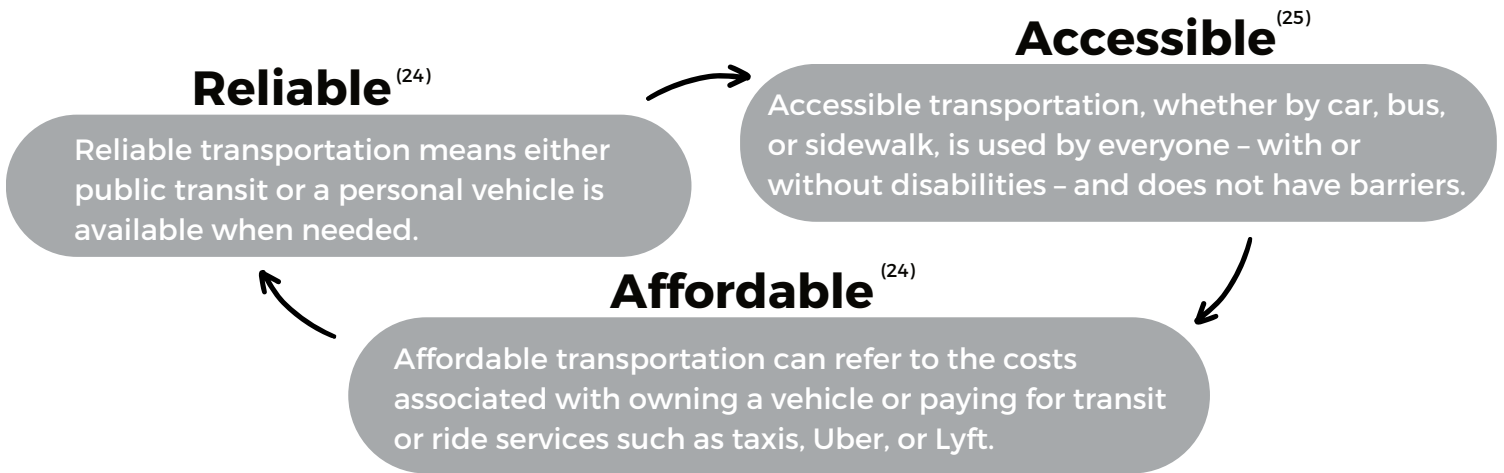 Reliable (24)
Reliable transportation means either
public transit or a personal vehicle is
available when needed.
Accessible (25)
Accessible transportation, whether by car, bus,
or sidewalk, is used by everyone – with or
without disabilities – and does not have barriers.
Affordable (24)
Affordable transportation can refer to the costs
associated with owning a vehicle or paying for transit
or ride services such as taxis, Uber, or Lyft.